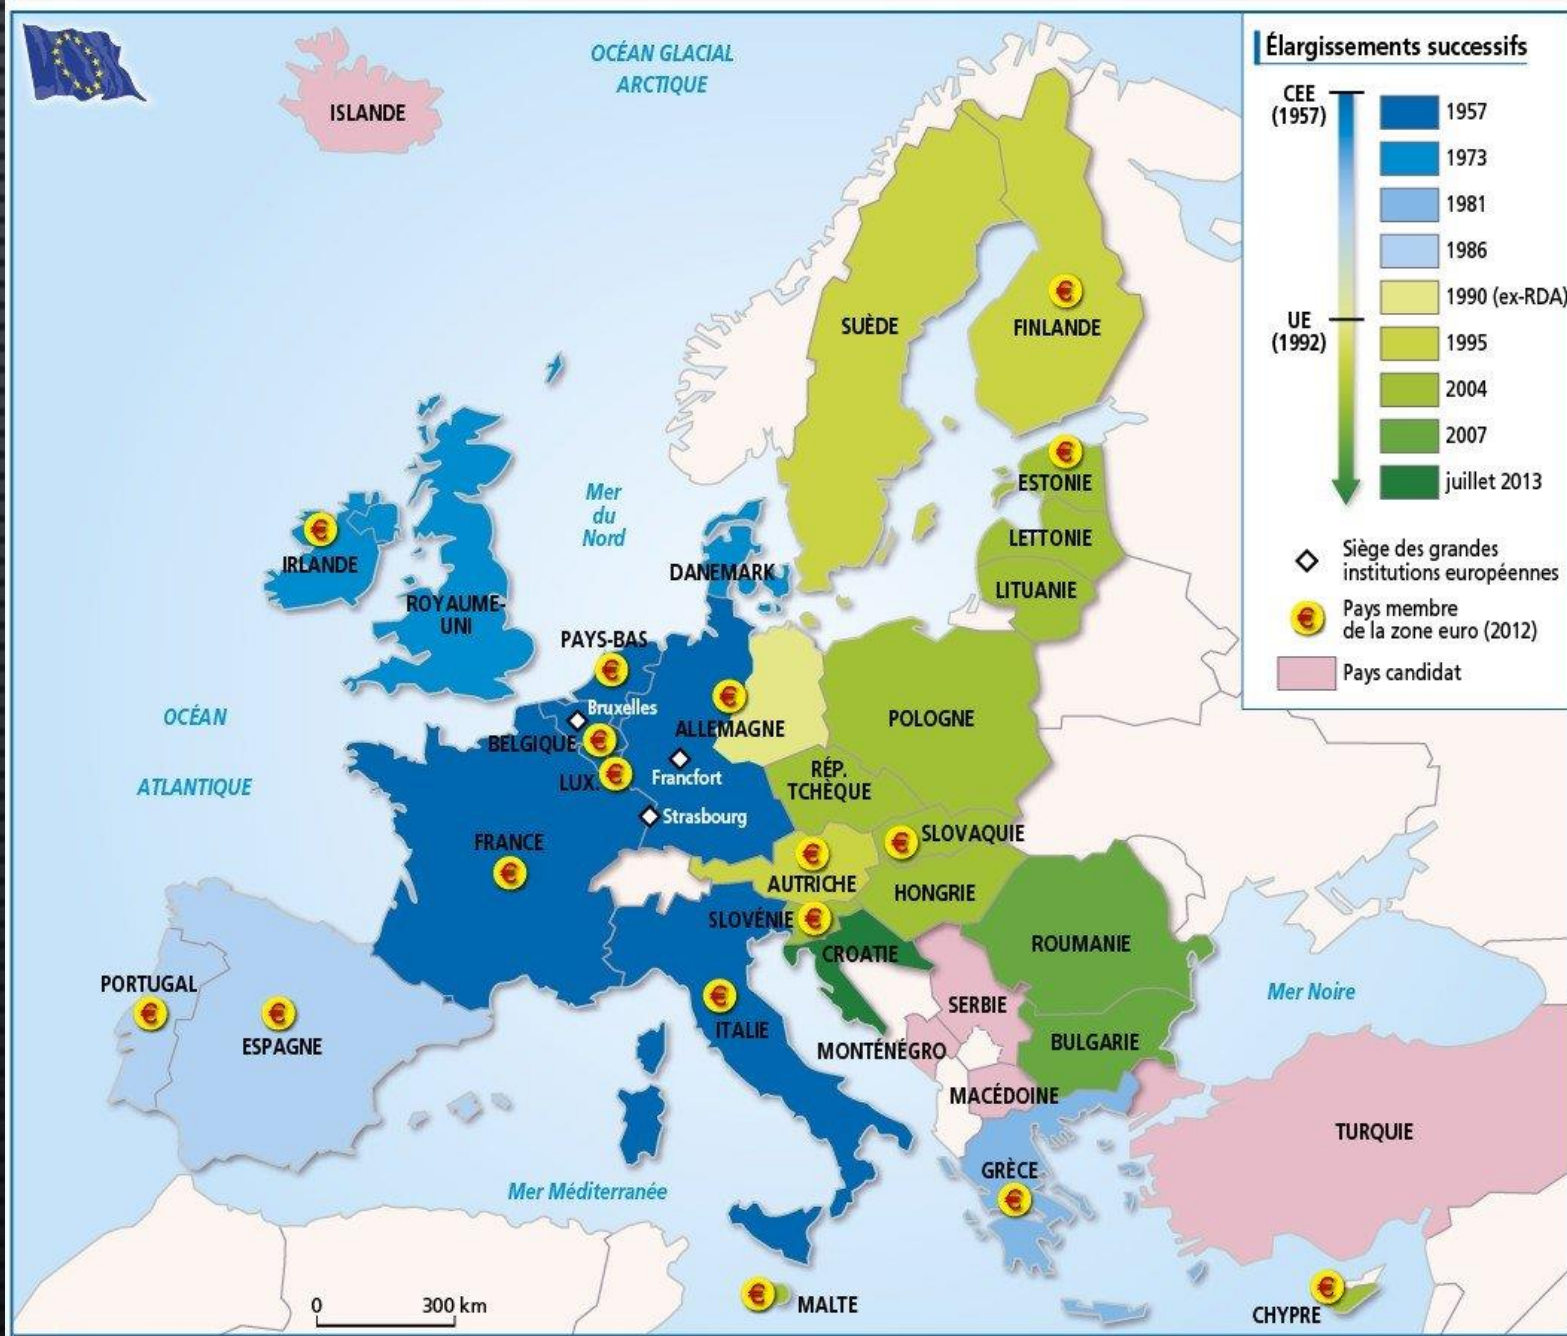 Élargissements successifs
CEE
(1957)
1957
1973
1981
1986
1990 (ex-RDA)
UE
(1992)
1995
2004
2007
juillet 2013
Siège des grandes
institutions européennes
€
Pays membre
de la zone euro (2012)
Pays candidat
OCÉAN GLACIAL
ARCTIQUE
ISLANDE
SUÈDE
€
FINLANDE
€
ESTONIE
LETTONIE
LITUANIE
Mer
du
Nord
DANEMARK
€
IRLANDE
ROYAUME-
UNI
PAYS-BAS
€
Bruxelles
BELGIQUE
€
LUX.
€
€
ALLEMAGNE
Francfort
Strasbourg
POLOGNE
RÉP.
TCHÈQUE
€
SLOVAQUIE
OCÉAN
ATLANTIQUE
FRANCE
€
€
AUTRICHE
HONGRIE
SLOVÉNIE
€
CROATIE
ROUMANIE
PORTUGAL
€
€
ESPAGNE
€
ITALIE
SERBIE
MONTÉNÉGRO
BULGARIE
Mer Noire
MACÉDOINE
TURQUIE
GRÈCE
€
Mer Méditerranée
€
MALTE
€
CHYPRE
0
300 km